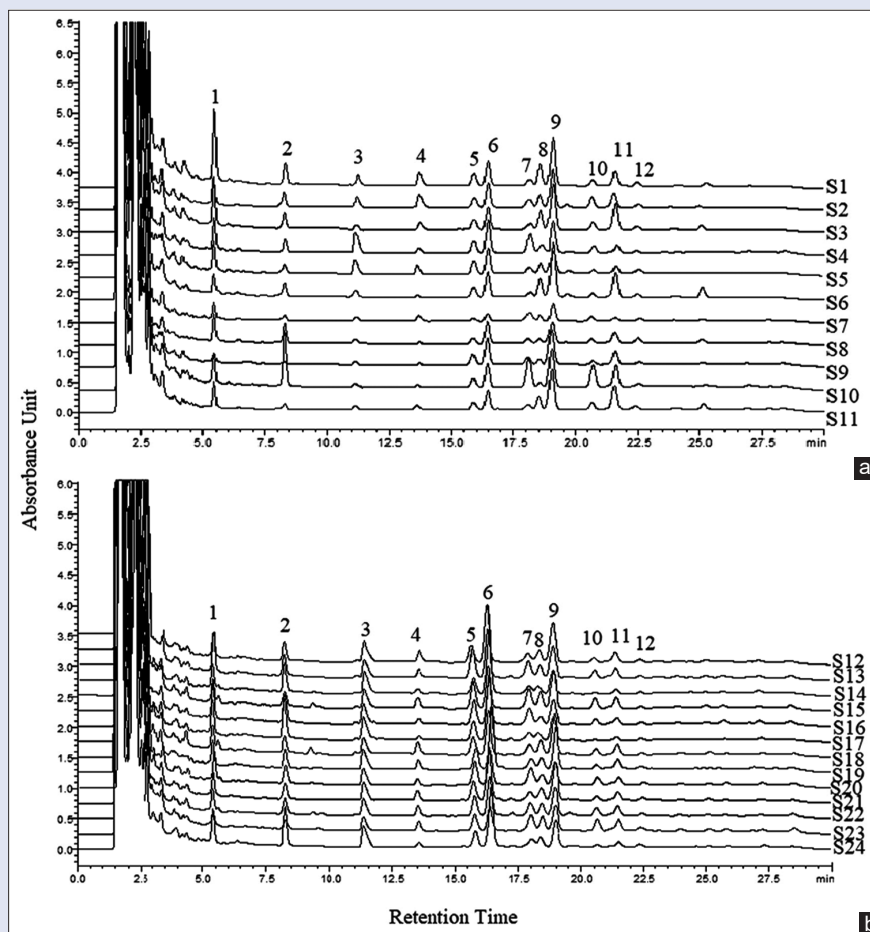 6.5
6.0
5.5
5.0
4.5
4.0
3.5
3.0
2.5
2.0
1.5
1.0
0.5
0.0
1 2 3 4 5 6 7 8 9 10 11 12
S1
S2
S3
S4
S5
S6
S7
S8
S9
S10
S11
0.0 2.5 5.0 7.5 10.0 12.5 15.0 17.5 20.0 22.5 25.0 27.5 min
a
Absorbance Unit
6.0
5.5
5.0
4.5
4.0
3.5
3.0
2.5
2.0
1.5
1.0
0.5
0.0
1 2 3 4 5 6 7 8 9 10 11 12
S12
S13
S14
S15
S16
S17
S18
S19
S20
S21
S22
S23
S24
0.0 2.5 5.0 7.5 10.0 12.5 15.0 17.5 20.0 22.5 25.0 27.5 min
Retention Time
b